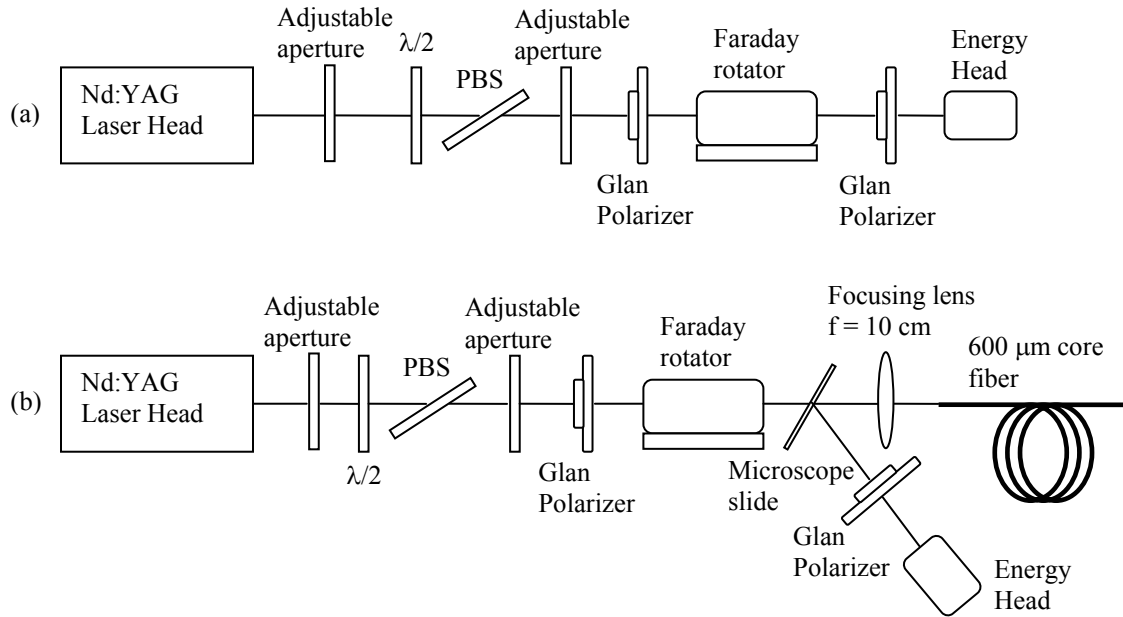 (a)
Nd:YAG
Laser Head
Adjustable
aperture
λ/2
PBS
Adjustable
aperture
Glan
Polarizer
Faraday
rotator
Glan
Polarizer
Energy
Head
(b)
Nd:YAG
Laser Head
Adjustable
aperture
λ/2
PBS
Adjustable
aperture
Glan
Polarizer
Faraday
rotator
Microscope
slide
Focusing lens
f = 10 cm
600 μm core
fiber
Glan
Polarizer
Energy
Head